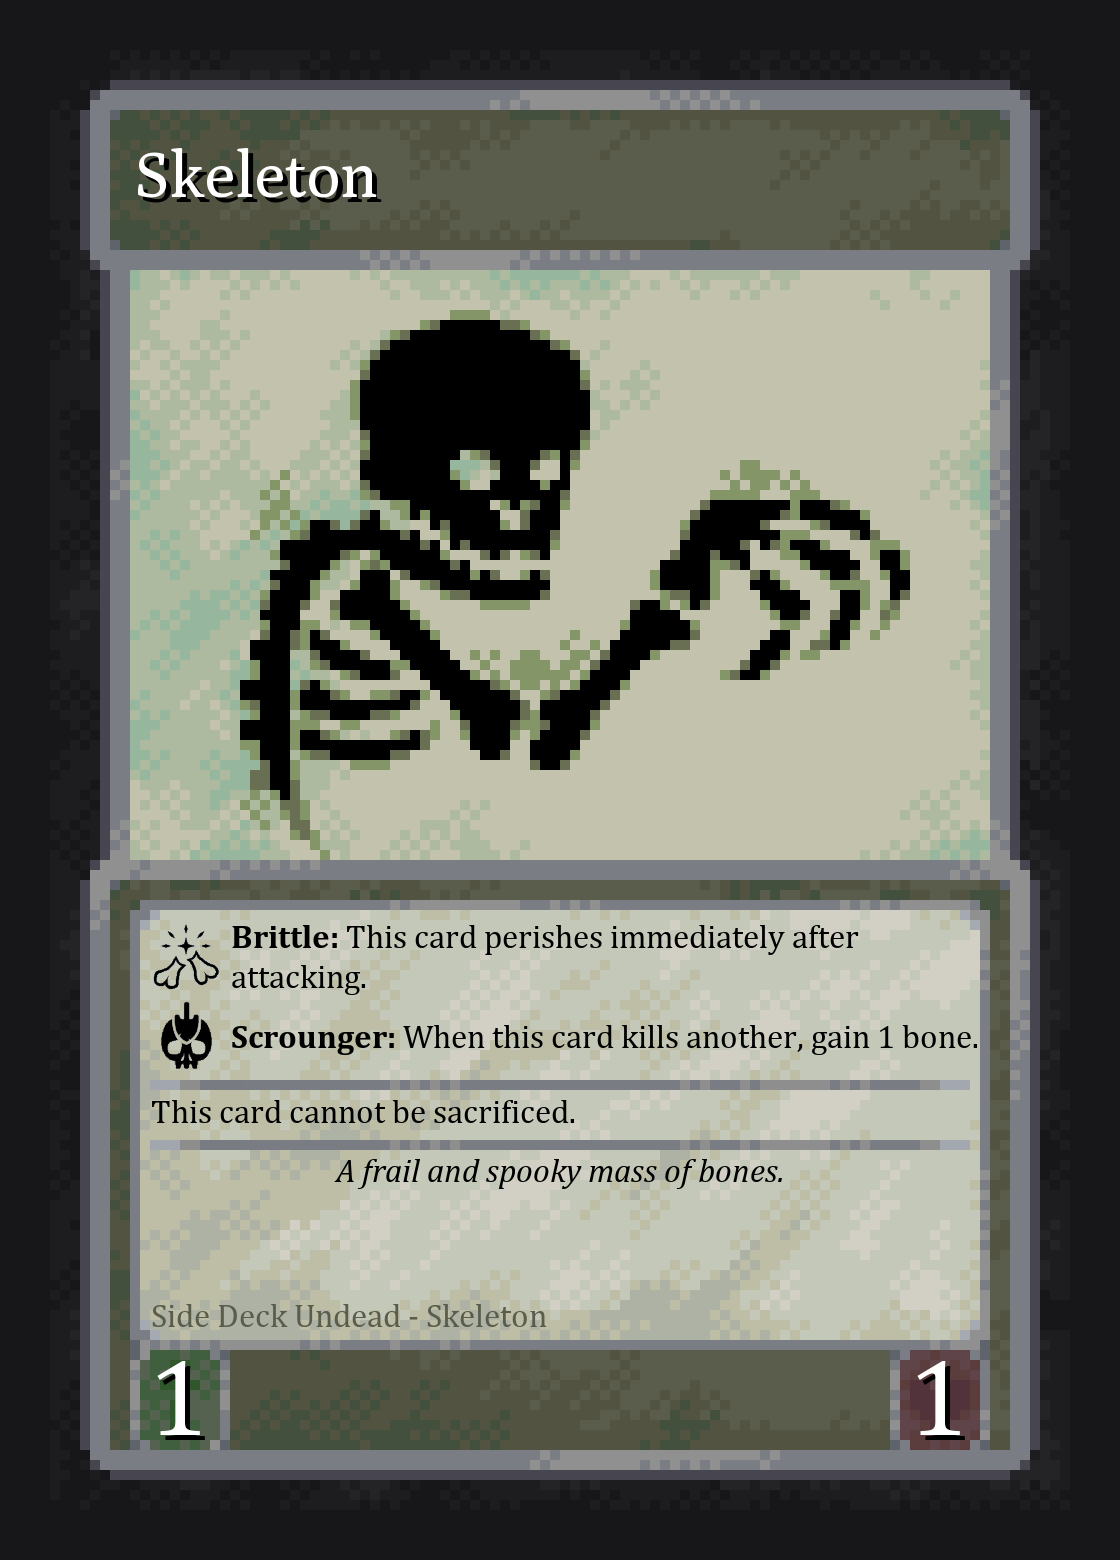 Skeleton
Brittle: This card perishes immediately after
attacking.
Scrounger: When this card kills another, gain 1 bone.
This card cannot be sacrificed.
A frail and spooky mass of bones.
Side Deck Undead - Skeleton
1
1